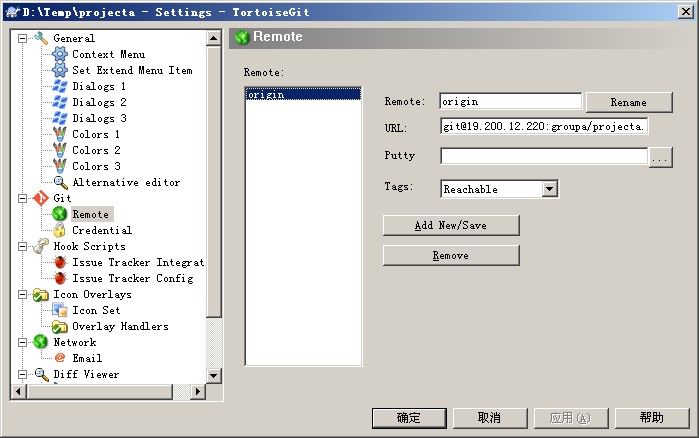 D:\Temp\projecta - Settings - TortoiseGit
General
Context Menu
Set Extend Menu Item
Dialogs 1
Dialogs 2
Dialogs 3
Colors 1
Colors 2
Colors 3
Alternative editor
Git
Remote
Credential
Hook Scripts
Issue Tracker Integrat
Issue Tracker Config
Icon Overlays
Icon Set
Overlay Handlers
Network
Email
Diff Viewer
Remote
Remote:
origin
Remote: origin Rename
URL: git@19.200.12.220:groupa/projecta.
Putty ...
Tags: Reachable
Add New/Save
Remove
确定 取消 应用(A) 帮助